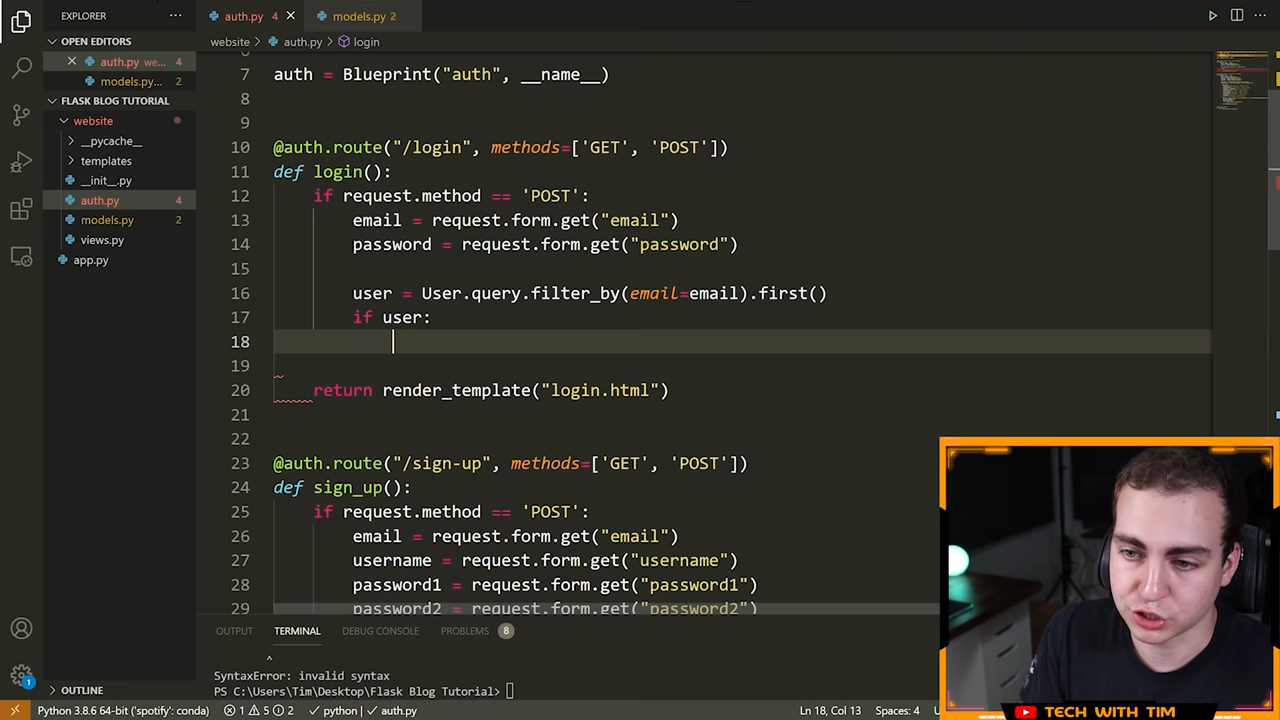 EXPLORER
auth.py 4
models.py 2
OPEN EDITORS
auth.py we... 4
models.py... 2
FLASK BLOG TUTORIAL
website
__pycache__
templates
__init__.py
auth.py 4
models.py 2
views.py
app.py
OUTLINE
website > auth.py > login
7 auth = Blueprint("auth", __name__)
8
9
10 @auth.route("/login", methods=['GET', 'POST'])
11 def login():
12 if request.method == 'POST':
13 email = request.form.get("email")
14 password = request.form.get("password")
15
16 user = User.query.filter_by(email=email).first()
17 if user:
18
19
20 return render_template("login.html")
21
22
23 @auth.route("/sign-up", methods=['GET', 'POST'])
24 def sign_up():
25 if request.method == 'POST':
26 email = request.form.get("email")
27 username = request.form.get("username")
28 password1 = request.form.get("password1")
29 password2 = request.form.get("password2")
OUTPUT TERMINAL DEBUG CONSOLE PROBLEMS 8
^
SyntaxError: invalid syntax
PS C:\Users\Tim\Desktop\Flask Blog Tutorial>
1
Python 3.8.6 64-bit ('spotify': conda) 1 5 2 python auth.py Ln 18, Col 13 Spaces: 4
TECH WITH TIM